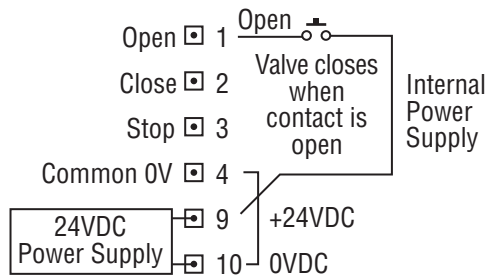 Open 1 Open
Close 2
Stop 3
Common 0V 4
9 +24VDC
10 0VDC
24VDC
Power Supply
Valve closes
when
contact is
open
Internal
Power
Supply